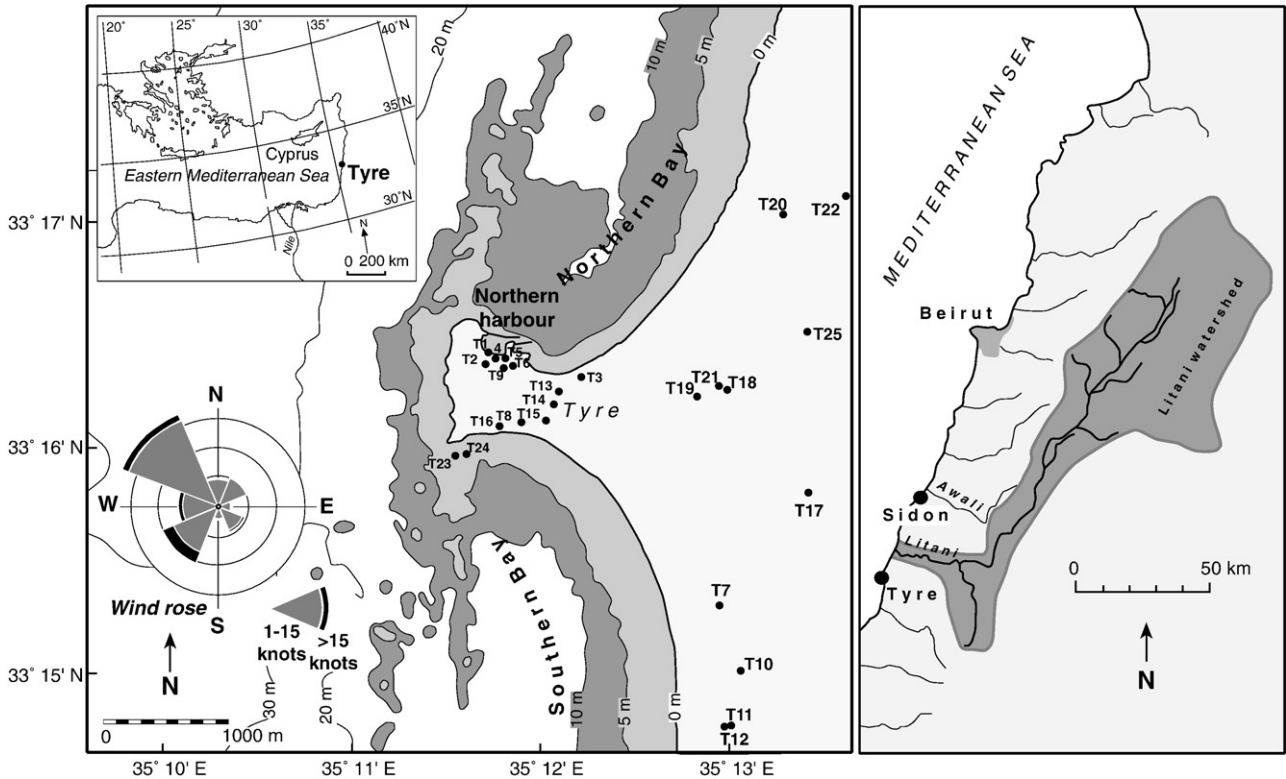 20° 25° 30° 35° 40°N
35°N
Cyprus
Eastern Mediterranean Sea
Tyre
30°N
Nile
N
0 200 km
20 m
10 m
5 m
0 m
33° 17' N
33° 16' N
33° 15' N
Northern Bay
Northern
harbour
T20
T22
T25
T1
4
T5
T2
T6
T9
T3
T13
T14
T21
T18
T19
T16
T8
T15
Tyre
T23
T24
T17
T7
T10
T11
T12
Southern Bay
10 m
5 m
0 m
N
W
E
S
Wind rose
1-15
knots
>15
knots
N
30 m
20 m
0
1000 m
35° 10' E
35° 11' E
35° 12' E
35° 13' E
MEDITERRANEAN SEA
Beirut
Litani watershed
Awali
Sidon
Litani
Tyre
0
50 km
N